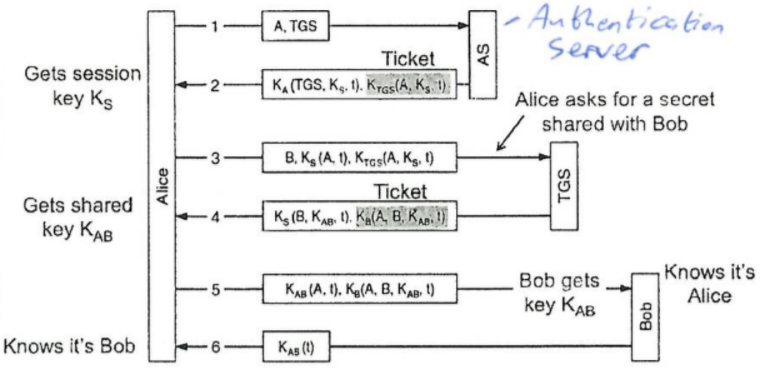 1
A, TGS
AS
- Authentication
Server
Ticket
Gets session
key K_S
2
K_A (TGS, K_S, t), K_TGS(A, K_S, t)
Alice asks for a secret
shared with Bob
3
B, K_S (A, t), K_TGS(A, K_S, t)
Alice
TGS
Ticket
Gets shared
key K_AB
4
K_S (B, K_AB, t), K_B(A, B, K_AB, t)
5
K_AB (A, t), K_B(A, B, K_AB, t)
Bob gets
key K_AB
Knows it's
Alice
Bob
Knows it's Bob
6
K_AB (t)